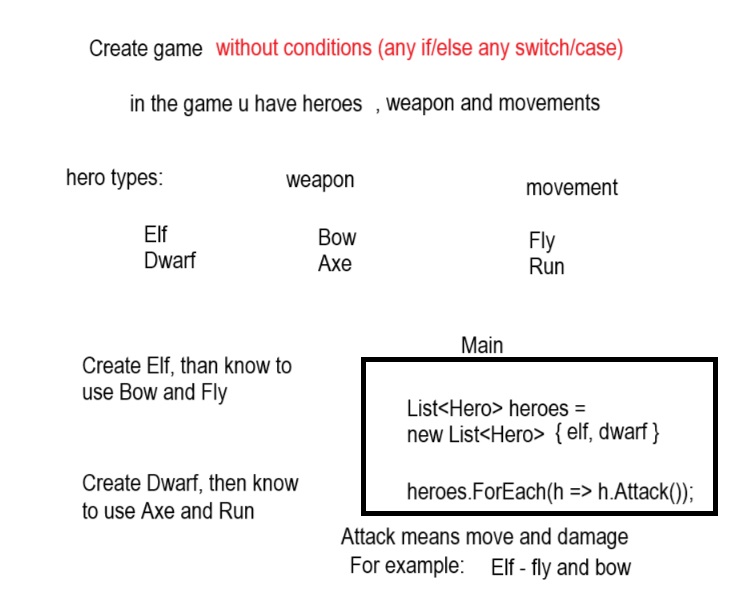 Create game without conditions (any if/else any switch/case)
in the game u have heroes , weapon and movements
hero types:
weapon
movement
Elf
Dwarf
Bow
Axe
Fly
Run
Create Elf, than know to
use Bow and Fly
Create Dwarf, then know
to use Axe and Run
Main
List<Hero> heroes =
new List<Hero> { elf, dwarf }
heroes.ForEach(h => h.Attack());
Attack means move and damage
For example: Elf - fly and bow